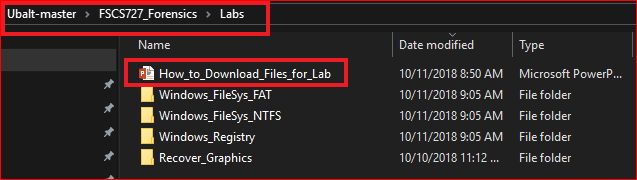 Ubalt-master > FSCS727_Forensics > Labs
Name Date modified Type
How_to_Download_Files_for_Lab 10/11/2018 8:50 AM Microsoft PowerP...
Windows_FileSys_FAT 10/11/2018 9:05 AM File folder
Windows_FileSys_NTFS 10/11/2018 9:05 AM File folder
Windows_Registry 10/11/2018 9:05 AM File folder
Recover_Graphics 10/10/2018 11:12 ... File folder